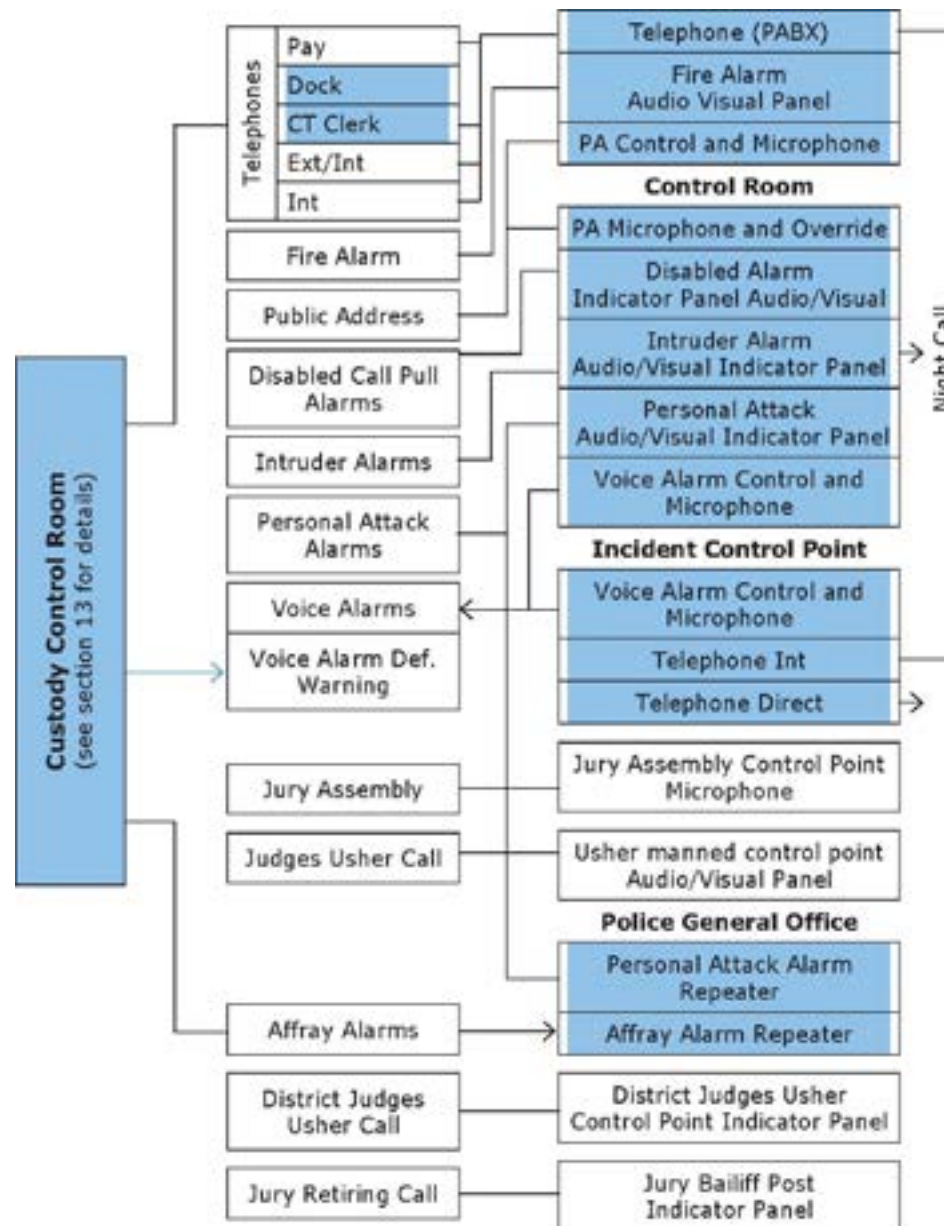 Telephones
Pay
Dock
CT Clerk
Ext/Int
Int
Fire Alarm
Public Address
Disabled Call Pull
Alarms
Intruder Alarms
Personal Attack
Alarms
Voice Alarms
Voice Alarm Def.
Warning
Jury Assembly
Judges Usher Call
Affray Alarms
District Judges
Usher Call
Jury Retiring Call
Custody Control Room
(see section 13 for details)
Telephone (PABX)
Fire Alarm
Audio Visual Panel
PA Control and Microphone
Control Room
PA Microphone and Override
Disabled Alarm
Indicator Panel Audio/Visual
Intruder Alarm
Audio/Visual Indicator Panel
Personal Attack
Audio/Visual Indicator Panel
Voice Alarm Control and
Microphone
Incident Control Point
Voice Alarm Control and
Microphone
Telephone Int
Telephone Direct
Jury Assembly Control Point
Microphone
Usher manned control point
Audio/Visual Panel
Police General Office
Personal Attack Alarm
Repeater
Affray Alarm Repeater
District Judges Usher
Control Point Indicator Panel
Jury Bailiff Post
Indicator Panel
Night Call